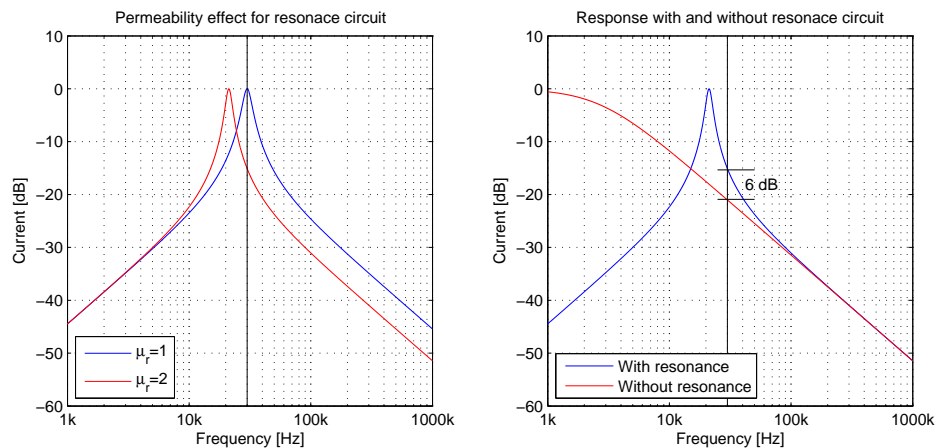 Permeability effect for resonace circuit
10
0
−10
−20
−30
−40
−50
−60
Current [dB]
1k
10k
100k
1000k
Frequency [Hz]
μr=1
μr=2
Response with and without resonace circuit
10
0
−10
−20
−30
−40
−50
−60
Current [dB]
6 dB
1k
10k
100k
1000k
Frequency [Hz]
With resonance
Without resonance